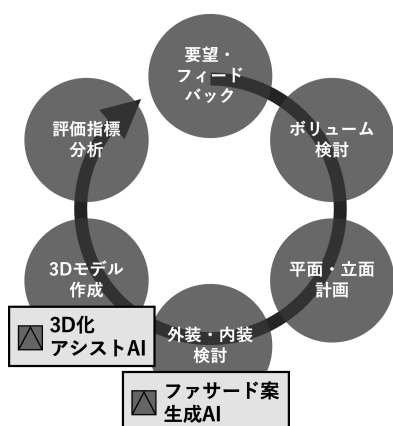 要望・
フィード
バック
ボリューム
検討
平面・立面
計画
外装・内装
検討
ファサード案
生成AI
3Dモデル
作成
3D化
アシストAI
評価指標
分析